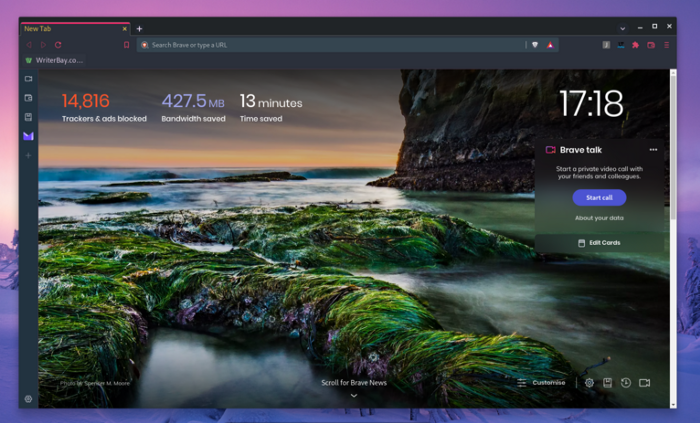 New Tab
Search Brave or type a URL
WriterBay.co...
14,816
Trackers & ads blocked
427.5 MB
Bandwidth saved
13 minutes
Time saved
17:18
Brave talk
Start a private video call with
your friends and colleagues.
Start call
About your data
Edit Cards
Photo by Spencer M. Moore
Scroll for Brave News
Customise